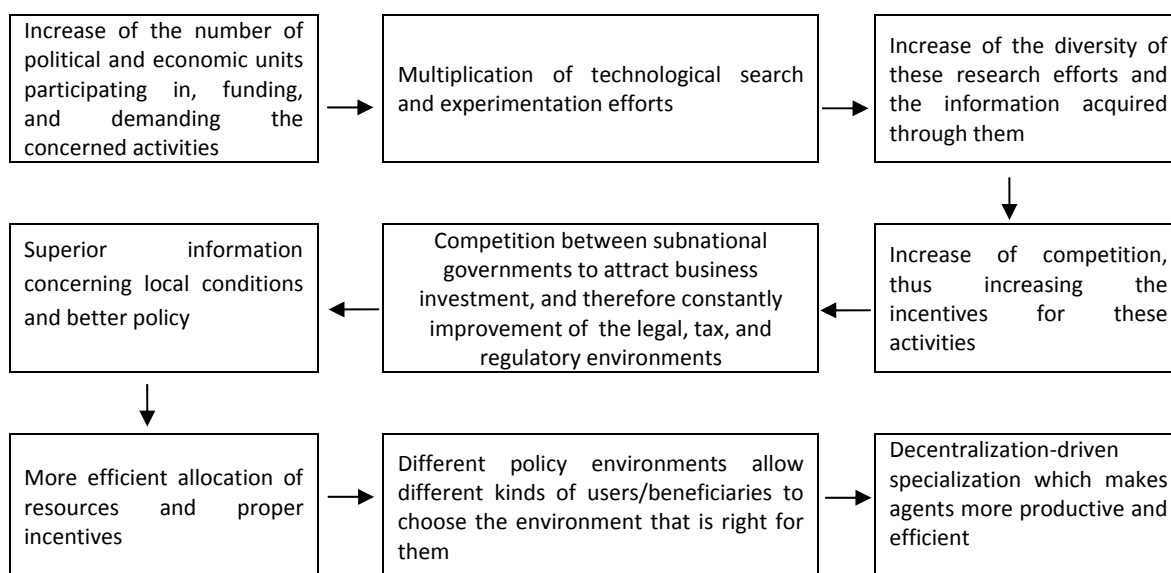 Increase of the number of
political and economic units
participating in, funding,
and demanding the
concerned activities
Multiplication of technological search
and experimentation efforts
Increase of the diversity of
these research efforts and
the information acquired
through them
Increase of competition,
thus increasing the
incentives for these
activities
Competition between subnational
governments to attract business
investment, and therefore constantly
improvement of the legal, tax, and
regulatory environments
Superior information
concerning local conditions
and better policy
More efficient allocation of
resources and proper
incentives
Different policy environments allow
different kinds of users/beneficiaries to
choose the environment that is right for
them
Decentralization-driven
specialization which makes
agents more productive and
efficient